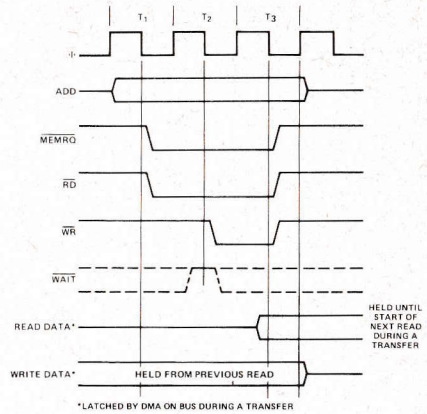 T1 T2 T3
ADD
MEMRQ
RD
WR
WAIT
READ DATA*
HELD UNTIL
START OF
NEXT READ
DURING A
TRANSFER
WRITE DATA*
HELD FROM PREVIOUS READ
*LATCHED BY DMA ON BUS DURING A TRANSFER